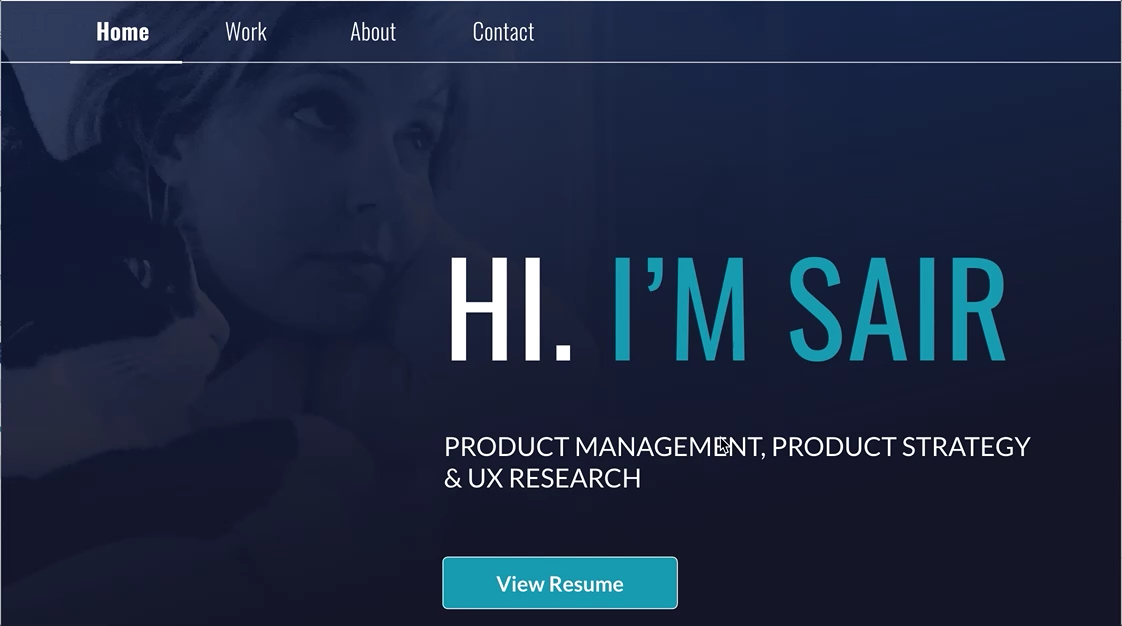 Home Work About Contact
HI. I’M SAIR
PRODUCT MANAGEMENT, PRODUCT STRATEGY
& UX RESEARCH
View Resume